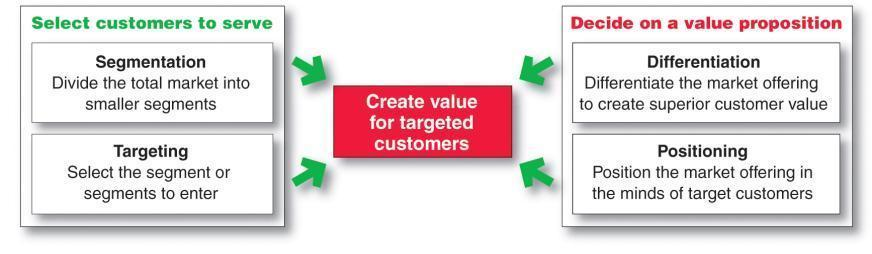 Select customers to serve
Segmentation
Divide the total market into
smaller segments
Targeting
Select the segment or
segments to enter
Create value
for targeted
customers
Decide on a value proposition
Differentiation
Differentiate the market offering
to create superior customer value
Positioning
Position the market offering in
the minds of target customers